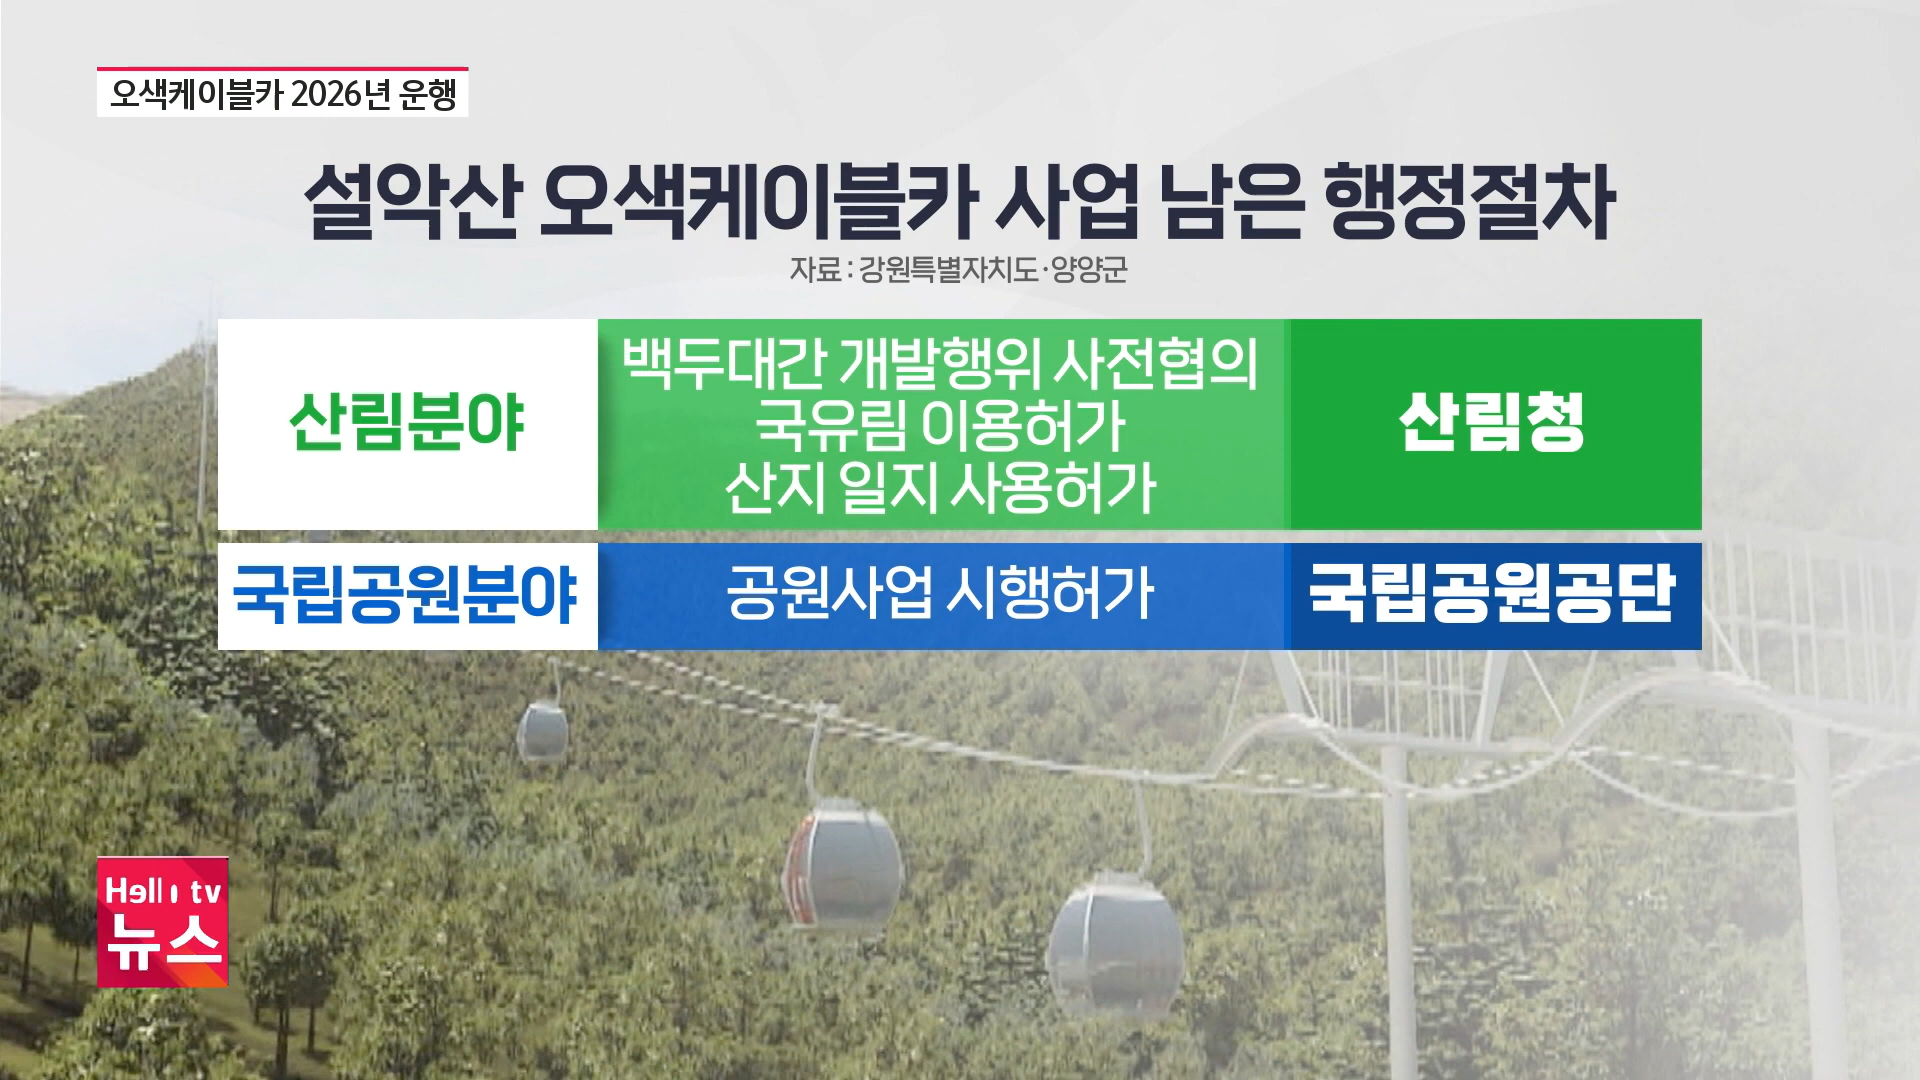 오색케이블카 2026년 운행
설악산 오색케이블카 사업 남은 행정절차
자료 : 강원특별자치도·양양군
산림분야
백두대간 개발행위 사전협의
국유림 이용허가
산지 일지 사용허가
산림청
국립공원분야
공원사업 시행허가
국립공원공단
Hello tv
뉴스